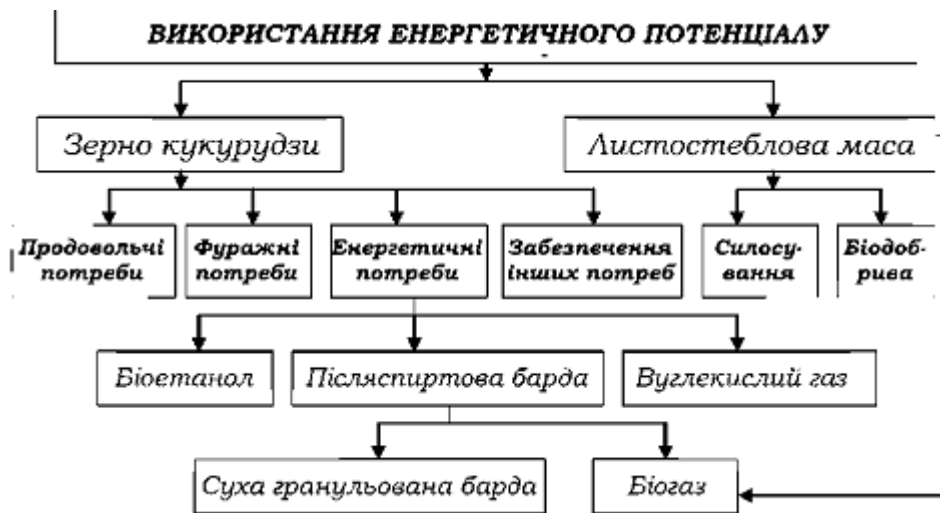 ВИКОРИСТАННЯ ЕНЕРГЕТИЧНОГО ПОТЕНЦІАЛУ
Зерно кукурудзи
Листостеблова маса
Продовольчі
потреби
Фуражні
потреби
Енергетичні
потреби
Забезпечення
інших потреб
Силосу-
вання
Біодоб-
рива
Біоетанол
Післяспиртова барда
Вуглекислий газ
Суха гранульована барда
Біогаз